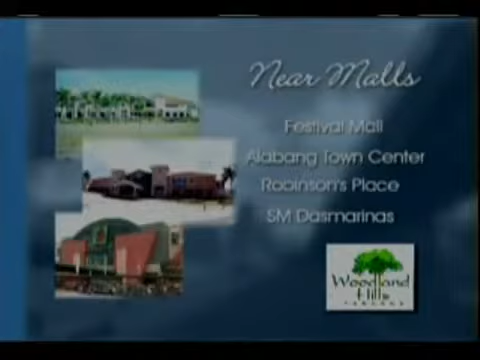 Near Malls
Festival Mall
Alabang Town Center
Robinson's Place
SM Dasmarinas
Woodland
Hills